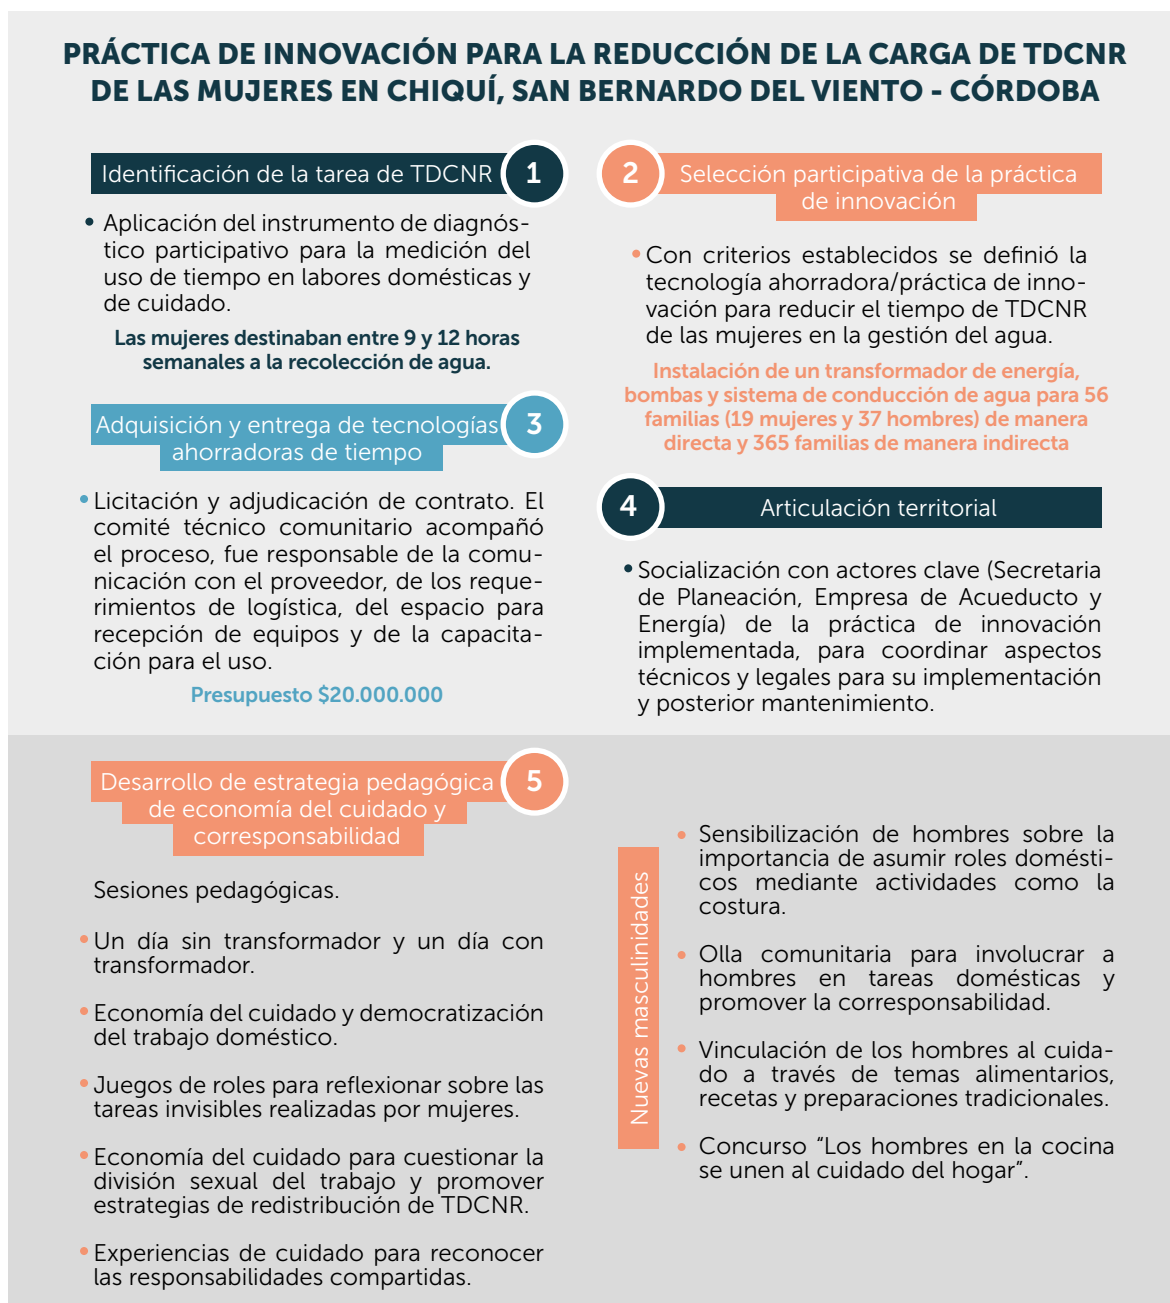 PRÁCTICA DE INNOVACIÓN PARA LA REDUCCIÓN DE LA CARGA DE TDCNR
DE LAS MUJERES EN CHIQUÍ, SAN BERNARDO DEL VIENTO - CÓRDOBA
Identificación de la tarea de TDCNR
1
• Aplicación del instrumento de diagnós-
tico participativo para la medición del
uso de tiempo en labores domésticas y
de cuidado.
Las mujeres destinaban entre 9 y 12 horas
semanales a la recolección de agua.
2
Selección participativa de la práctica
de innovación
• Con criterios establecidos se definió la
tecnología ahorradora/práctica de inno-
vación para reducir el tiempo de TDCNR
de las mujeres en la gestión del agua.
Instalación de un transformador de energía,
bombas y sistema de conducción de agua para 56
familias (19 mujeres y 37 hombres) de manera
directa y 365 familias de manera indirecta
Adquisición y entrega de tecnologías
ahorradoras de tiempo
3
• Licitación y adjudicación de contrato. El
comité técnico comunitario acompañó
el proceso, fue responsable de la comu-
nicación con el proveedor, de los reque-
rimientos de logística, del espacio para
recepción de equipos y de la capacita-
ción para el uso.
Presupuesto $20.000.000
4
Articulación territorial
• Socialización con actores clave (Secretaria
de Planeación, Empresa de Acueducto y
Energía) de la práctica de innovación
implementada, para coordinar aspectos
técnicos y legales para su implementación
y posterior mantenimiento.
Desarrollo de estrategia pedagógica
de economía del cuidado y
corresponsabilidad
5
Sesiones pedagógicas.
• Un día sin transformador y un día con
transformador.
• Economía del cuidado y democratización
del trabajo doméstico.
• Juegos de roles para reflexionar sobre las
tareas invisibles realizadas por mujeres.
• Economía del cuidado para cuestionar la
división sexual del trabajo y promover
estrategias de redistribución de TDCNR.
• Experiencias de cuidado para reconocer
las responsabilidades compartidas.
Nuevas masculinidades
• Sensibilización de hombres sobre la
importancia de asumir roles domésti-
cos mediante actividades como la
costura.
• Olla comunitaria para involucrar a
hombres en tareas domésticas y
promover la corresponsabilidad.
• Vinculación de los hombres al cuida-
do a través de temas alimentarios,
recetas y preparaciones tradicionales.
• Concurso “Los hombres en la cocina
se unen al cuidado del hogar”.